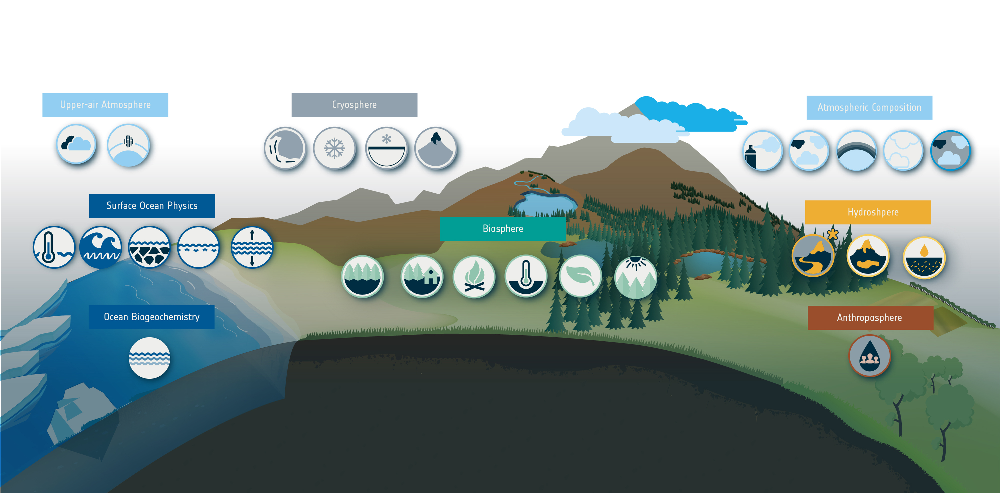 Upper-air Atmosphere
Cryosphere
Atmospheric Composition
Surface Ocean Physics
Hydroshpere
Biosphere
Ocean Biogeochemistry
Anthroposphere